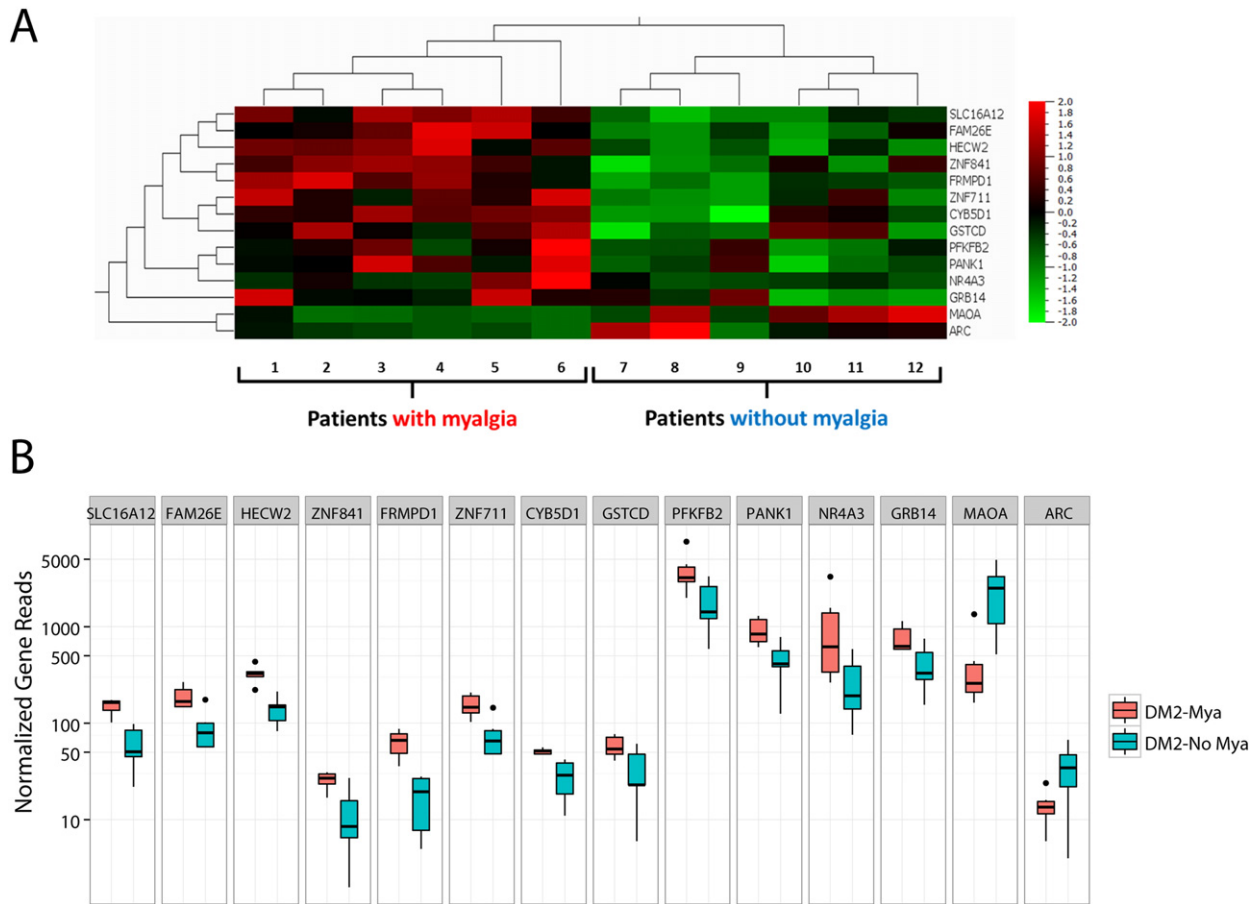 A
SLC16A12
FAM26E
HECW2
ZNF841
FRMPD1
ZNF711
CYB5D1
GSTCD
PFKFB2
PANK1
NR4A3
GRB14
MAOA
ARC
2.0
1.8
1.6
1.4
1.2
1.0
0.8
0.6
0.4
0.2
0.0
-0.2
-0.4
-0.6
-0.8
-1.0
-1.2
-1.4
-1.6
-1.8
-2.0
1 2 3 4 5 6 7 8 9 10 11 12
Patients with myalgia Patients without myalgia
B
SLC16A12 FAM26E HECW2 ZNF841 FRMPD1 ZNF711 CYB5D1 GSTCD PFKFB2 PANK1 NR4A3 GRB14 MAOA ARC
Normalized Gene Reads
5000
1000
500
100
50
10
DM2-Mya
DM2-No Mya